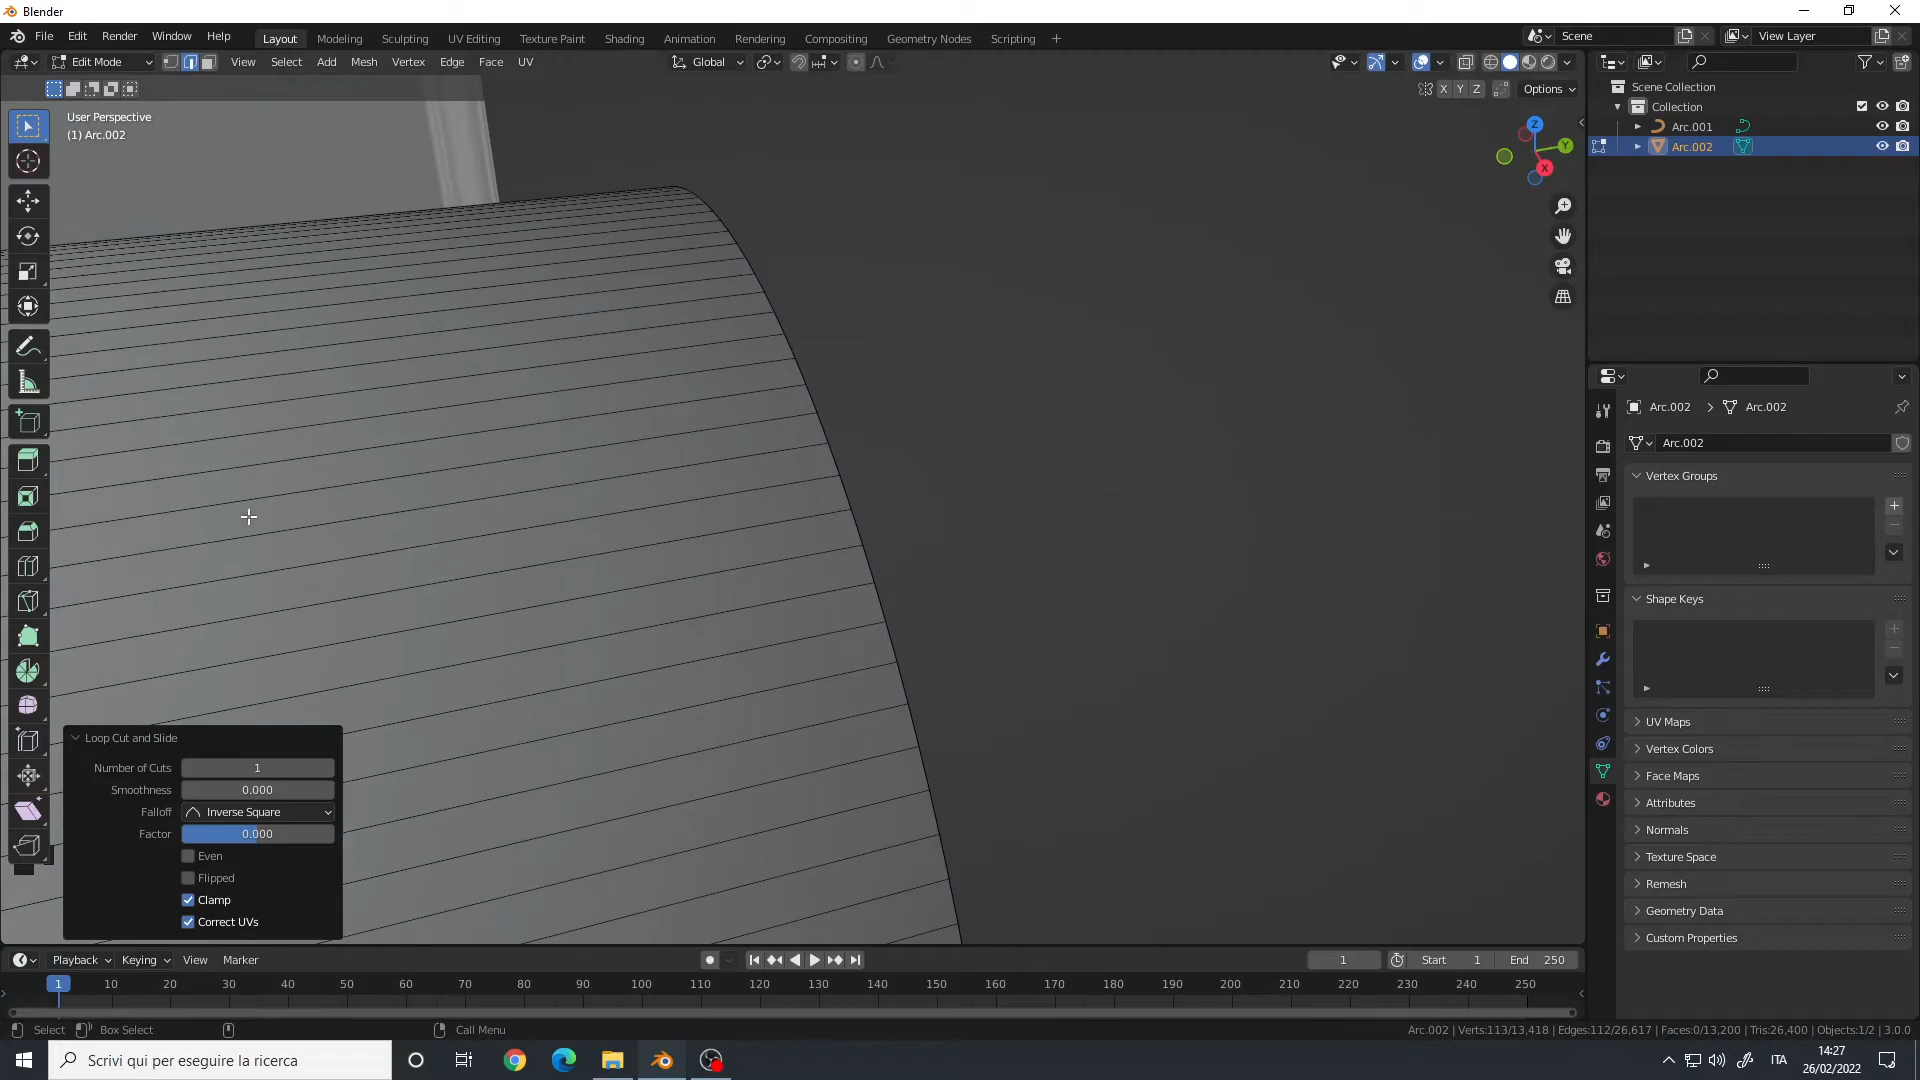 Blender
File Edit Render Window Help Layout Modeling Sculpting UV Editing Texture Paint Shading Animation Rendering Compositing Geometry Nodes Scripting + Scene View Layer
Edit Mode View Select Add Mesh Vertex Edge Face UV Global
X Y Z Options
User Perspective
(1) Arc.002
Z
Y
X
Scene Collection
Collection
Arc.001
Arc.002
Arc.002 > Arc.002
Arc.002
Vertex Groups
Shape Keys
UV Maps
Vertex Colors
Face Maps
Attributes
Normals
Texture Space
Remesh
Geometry Data
Custom Properties
Loop Cut and Slide
Number of Cuts 1
Smoothness 0.000
Falloff Inverse Square
Factor 0.000
Even
Flipped
Clamp
Correct UVs
Playback Keying View Marker 1 Start 1 End 250
1 10 20 30 40 50 60 70 80 90 100 110 120 130 140 150 160 170 180 190 200 210 220 230 240 250
Select Box Select Call Menu Arc.002 | Verts:113/13,418 | Edges:112/26,617 | Faces:0/13,200 | Tris:26,400 | Objects:1/2 | 3.0.0
Scrivi qui per eseguire la ricerca ITA 14:27
26/02/2022